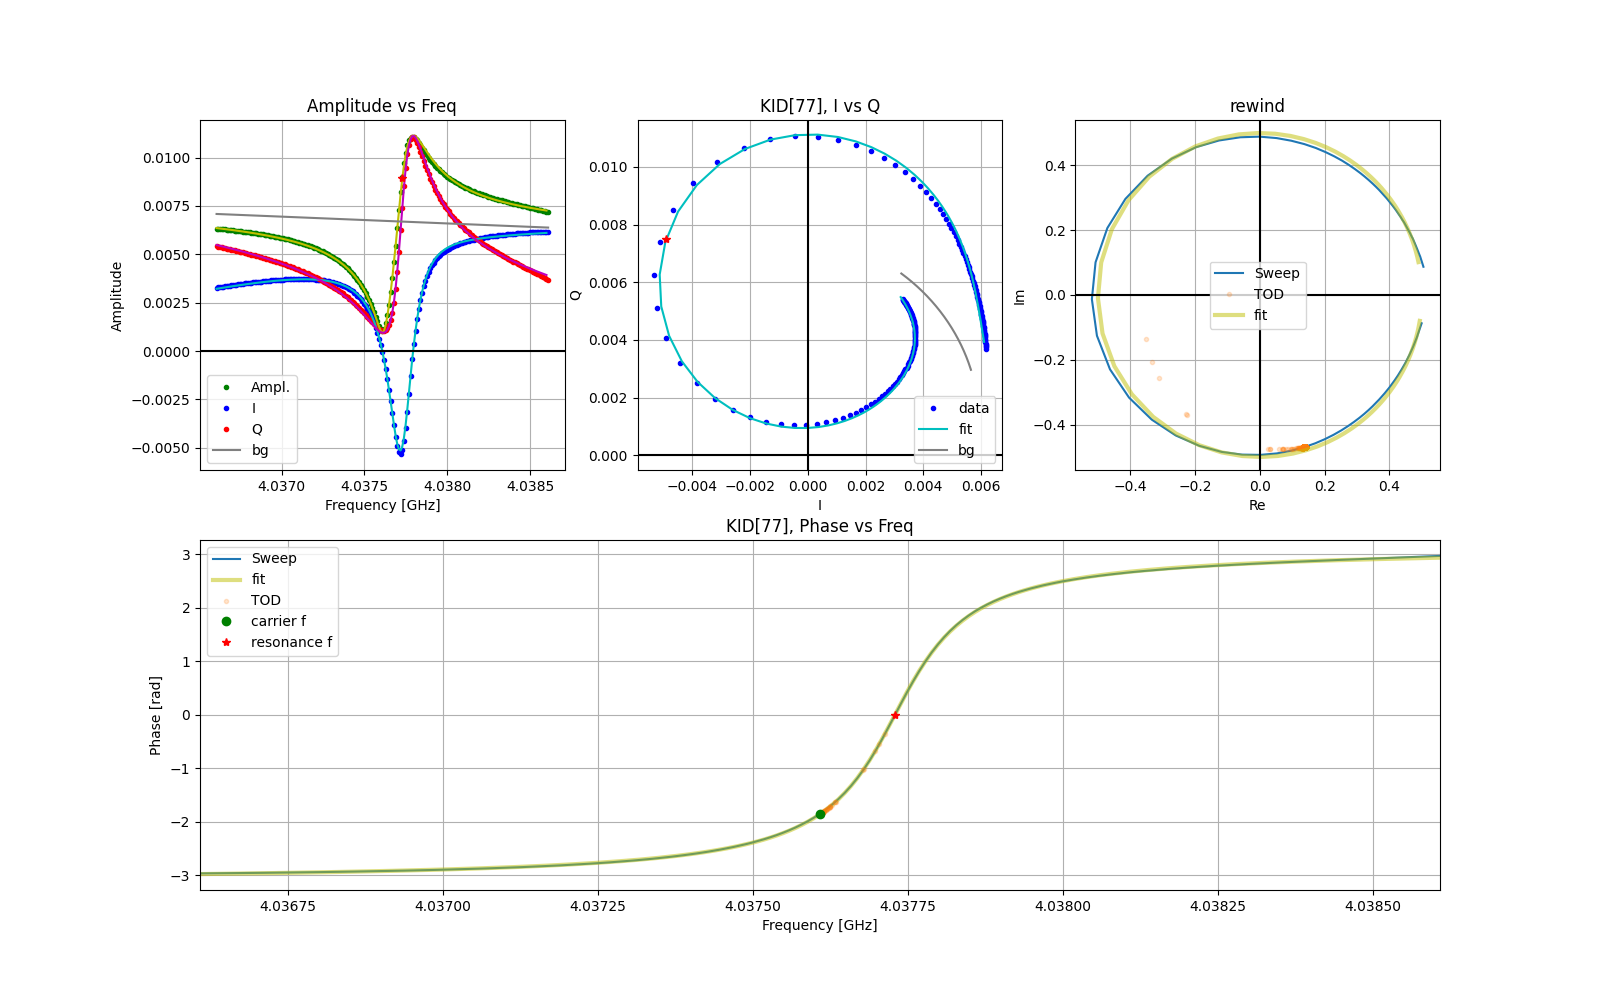 Amplitude vs Freq
Amplitude
0.0100
0.0075
0.0050
0.0025
0.0000
−0.0025
−0.0050
Ampl.
I
Q
bg
4.0370 4.0375 4.0380 4.0385
Frequency [GHz]
KID[77], I vs Q
Q
0.010
0.008
0.006
0.004
0.002
0.000
data
fit
bg
−0.004 −0.002 0.000 0.002 0.004 0.006
I
rewind
Im
0.4
0.2
0.0
−0.2
−0.4
Sweep
TOD
fit
−0.4 −0.2 0.0 0.2 0.4
Re
KID[77], Phase vs Freq
Phase [rad]
3
2
1
0
−1
−2
−3
Sweep
fit
TOD
carrier f
resonance f
4.03675 4.03700 4.03725 4.03750 4.03775 4.03800 4.03825 4.03850
Frequency [GHz]